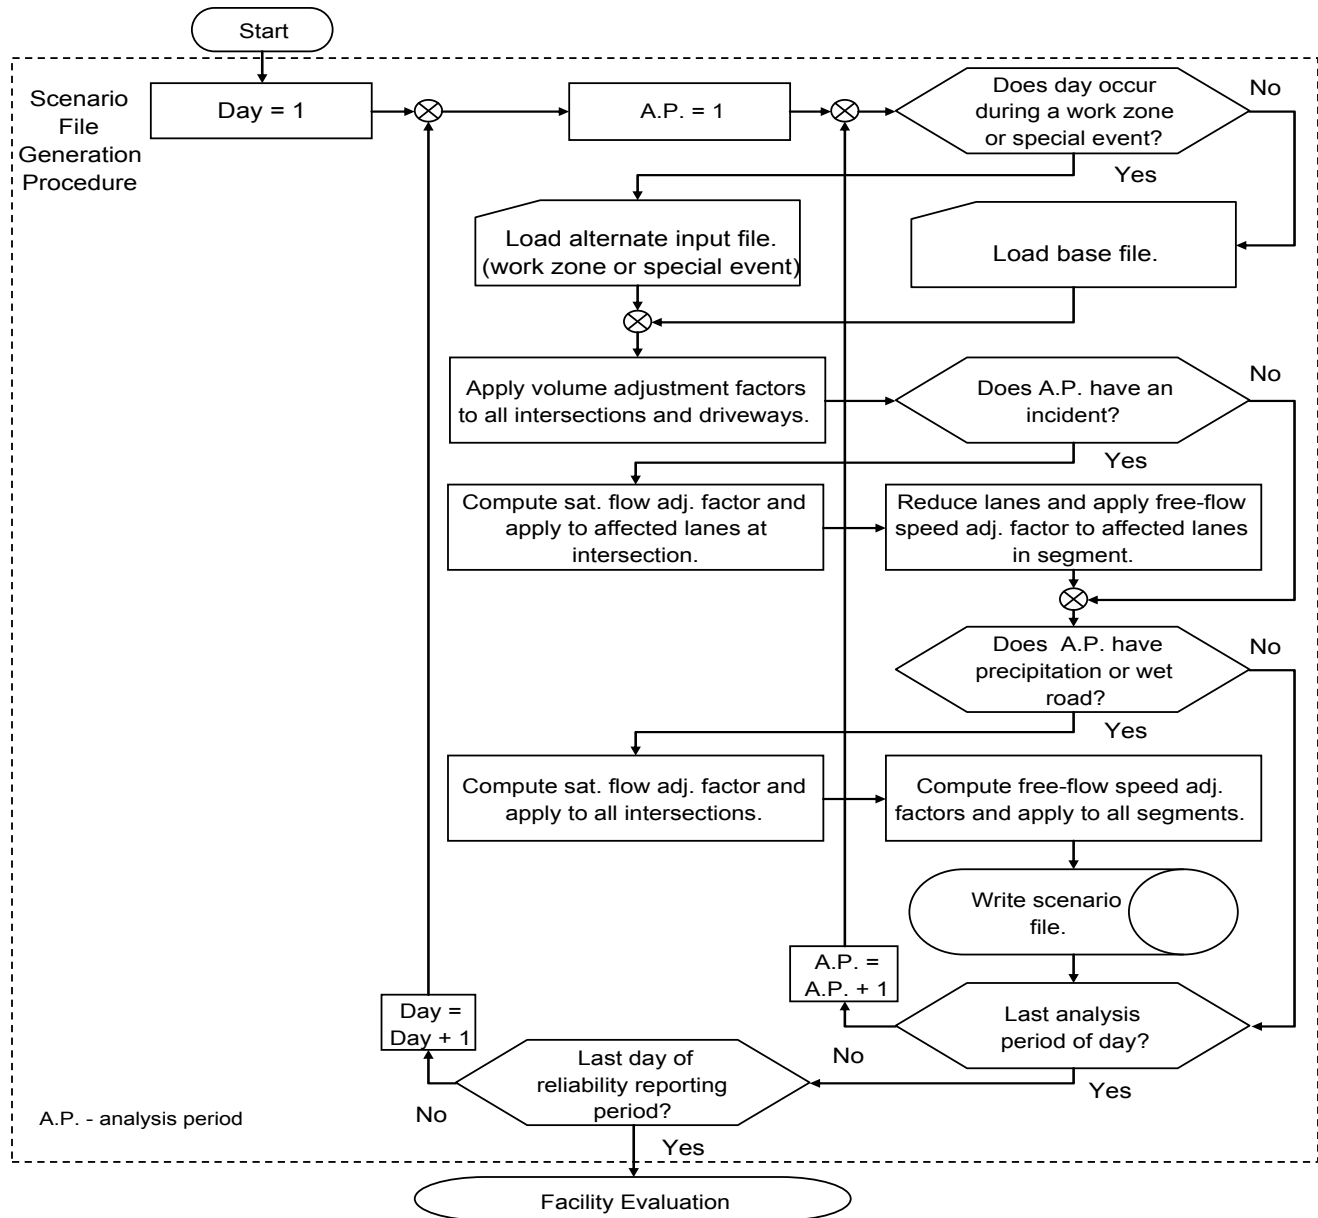 Start
Scenario
File
Generation
Procedure
Day = 1
A.P. = 1
Does day occur
during a work zone
or special event?
No
Yes
Load alternate input file.
(work zone or special event)
Load base file.
Apply volume adjustment factors
to all intersections and driveways.
Does A.P. have an
incident?
No
Yes
Compute sat. flow adj. factor and
apply to affected lanes at
intersection.
Reduce lanes and apply free-flow
speed adj. factor to affected lanes
in segment.
Does A.P. have
precipitation or wet
road?
No
Yes
Compute sat. flow adj. factor and
apply to all intersections.
Compute free-flow speed adj.
factors and apply to all segments.
Write scenario
file.
A.P. =
A.P. + 1
Last analysis
period of day?
No
Yes
Day =
Day + 1
Last day of
reliability reporting
period?
No
Yes
A.P. - analysis period
Facility Evaluation